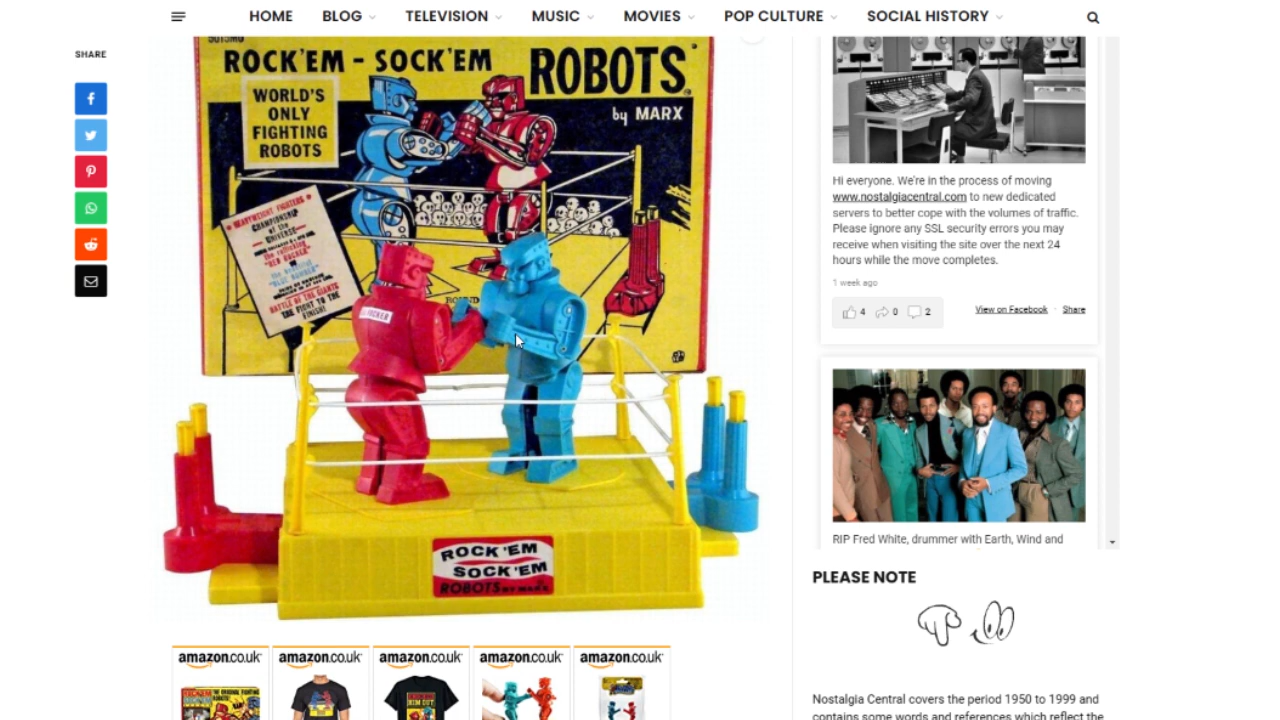 HOME
BLOG
TELEVISION
MUSIC
MOVIES
POP CULTURE
SOCIAL HISTORY
SHARE
ROCK'EM - SOCK'EM ROBOTS
by MARX
WORLD'S
ONLY
FIGHTING
ROBOTS
HEAVYWEIGHT FIGHTERS
CHAMPIONSHIP
of the
UNIVERSE
BATTLE OF THE GIANTS
THE FIGHT TO THE
FINISH!
ROCK'EM
SOCK'EM
ROBOTS BY MARX
amazon.co.uk
amazon.co.uk
amazon.co.uk
amazon.co.uk
amazon.co.uk
Hi everyone. We're in the process of moving
www.nostalgiacentral.com to new dedicated
servers to better cope with the volumes of traffic.
Please ignore any SSL security errors you may
receive when visiting the site over the next 24
hours while the move completes.
1 week ago
4 0 2
View on Facebook · Share
RIP Fred White, drummer with Earth, Wind and
PLEASE NOTE
Nostalgia Central covers the period 1950 to 1999 and
contains some words and references which reflect the